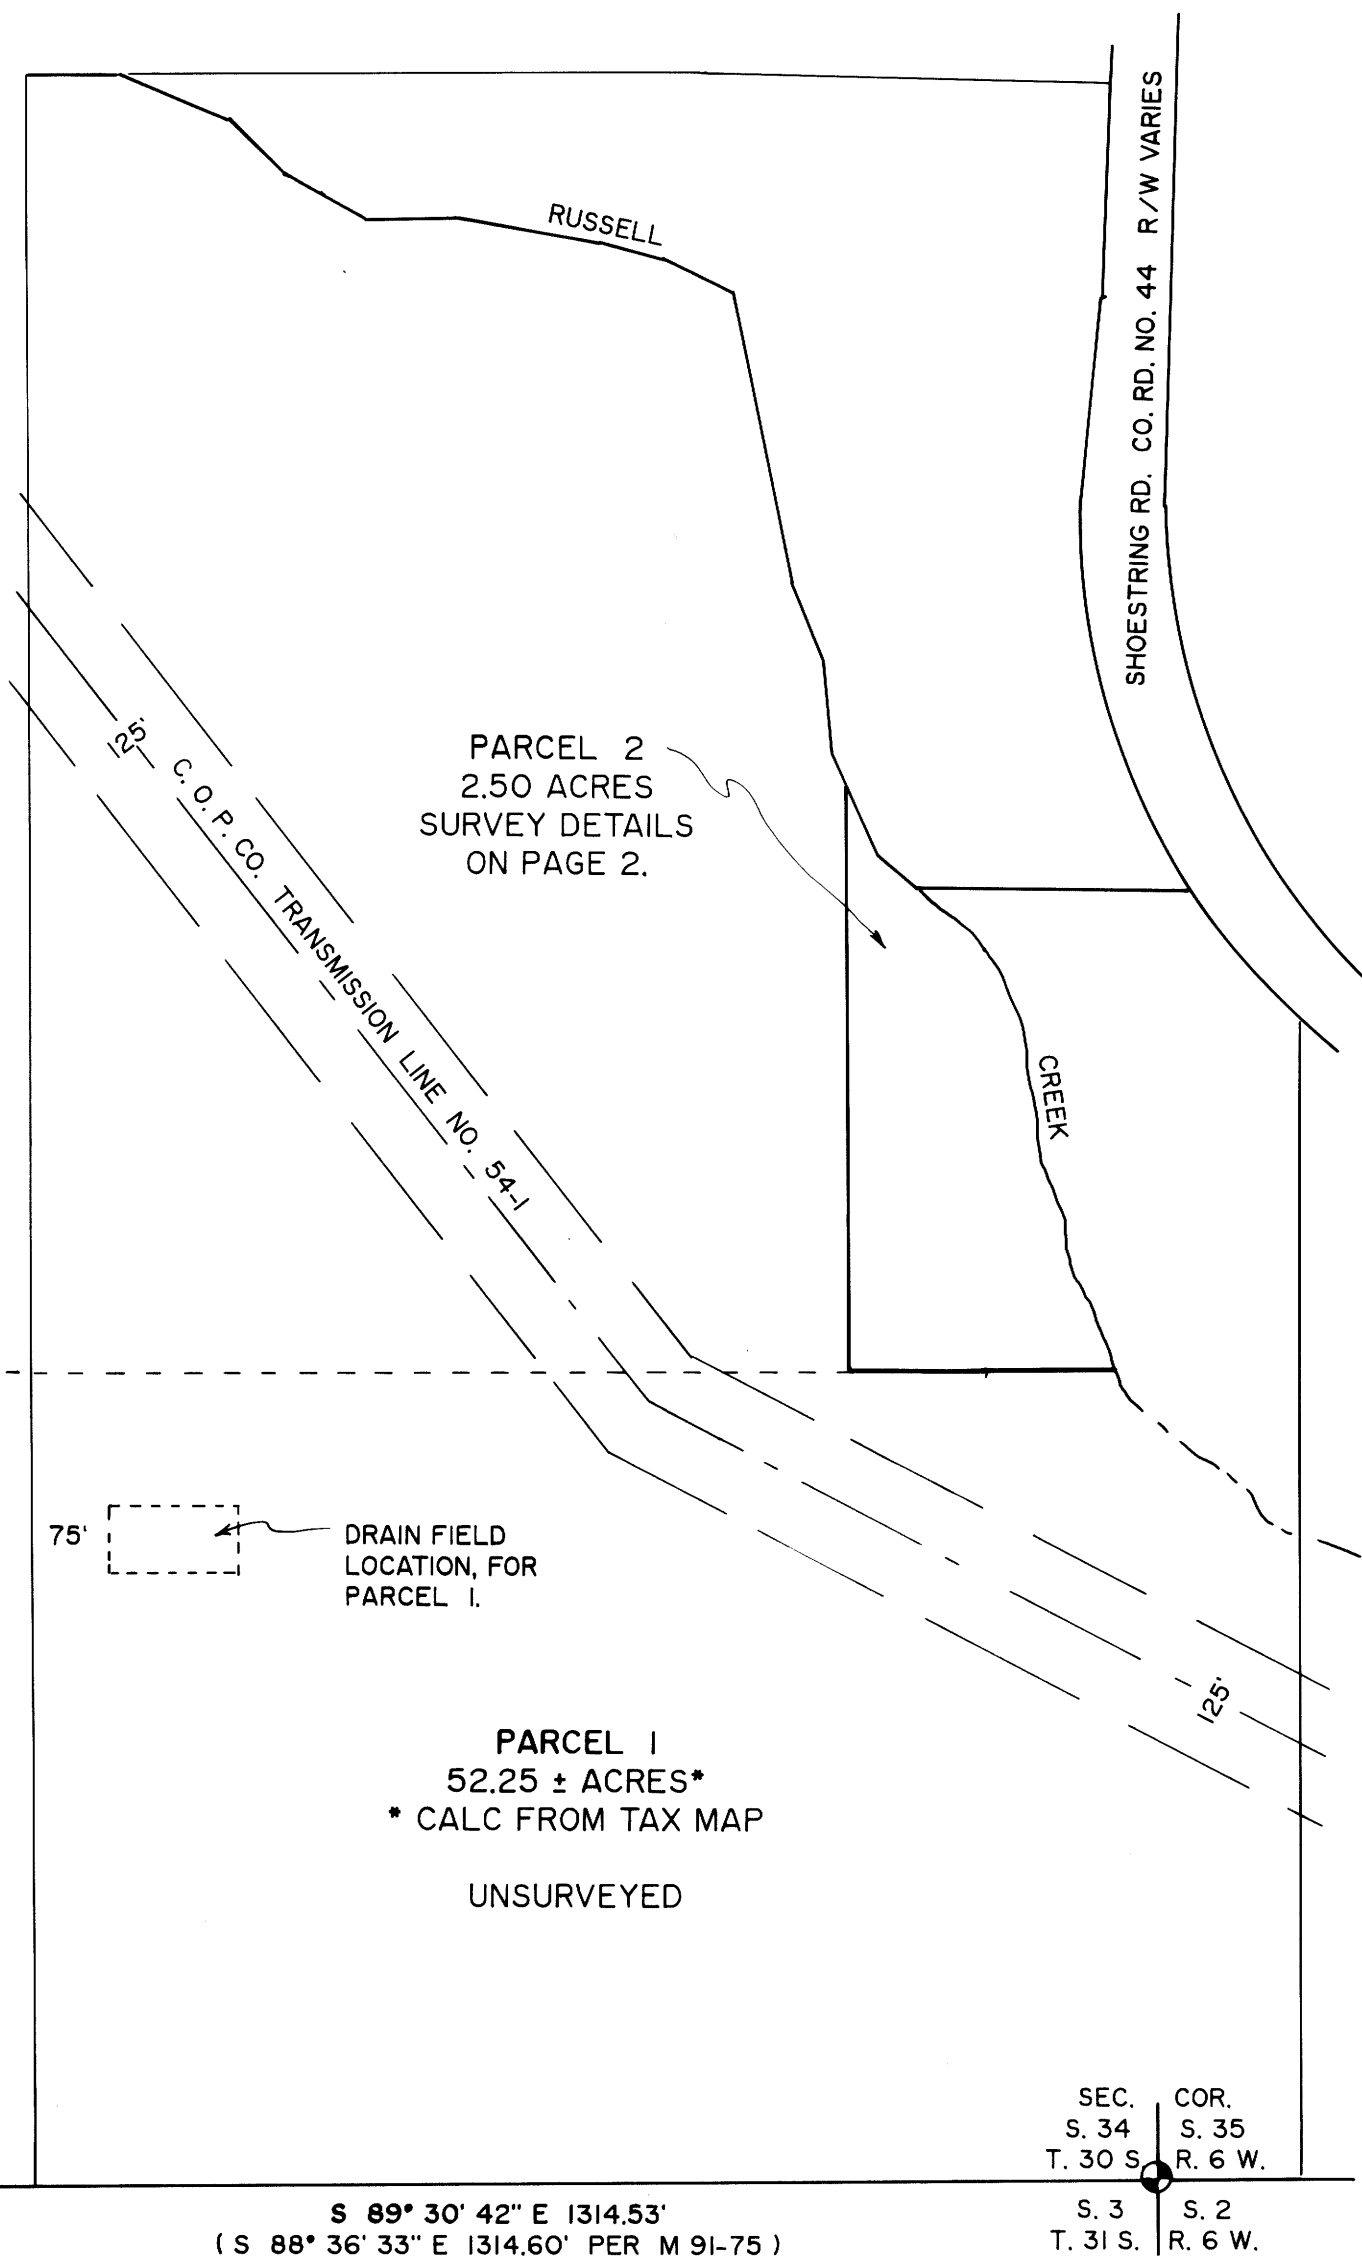 RUSSELL
SHOESTRING RD. CO. RD. NO. 44 R/W VARIES
125'
C. O. P. CO. TRANSMISSION LINE NO. 54-1
PARCEL 2
2.50 ACRES
SURVEY DETAILS
ON PAGE 2.
CREEK
75'
DRAIN FIELD
LOCATION, FOR
PARCEL 1.
125'
PARCEL 1
52.25 ± ACRES*
* CALC FROM TAX MAP
UNSURVEYED
SEC. COR.
S. 34 S. 35
T. 30 S. R. 6 W.
S. 3 S. 2
T. 31 S. R. 6 W.
S 89° 30' 42" E 1314.53'
( S 88° 36' 33" E 1314.60' PER M 91-75 )